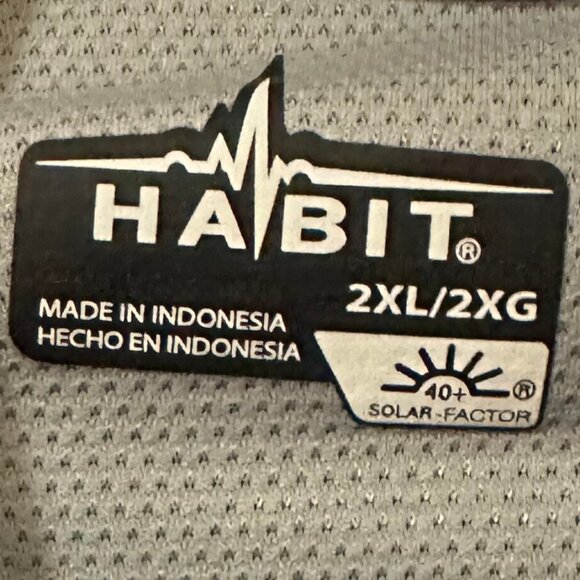 HABIT®
2XL/2XG
MADE IN INDONESIA
HECHO EN INDONESIA
40+ ®
SOLAR-FACTOR